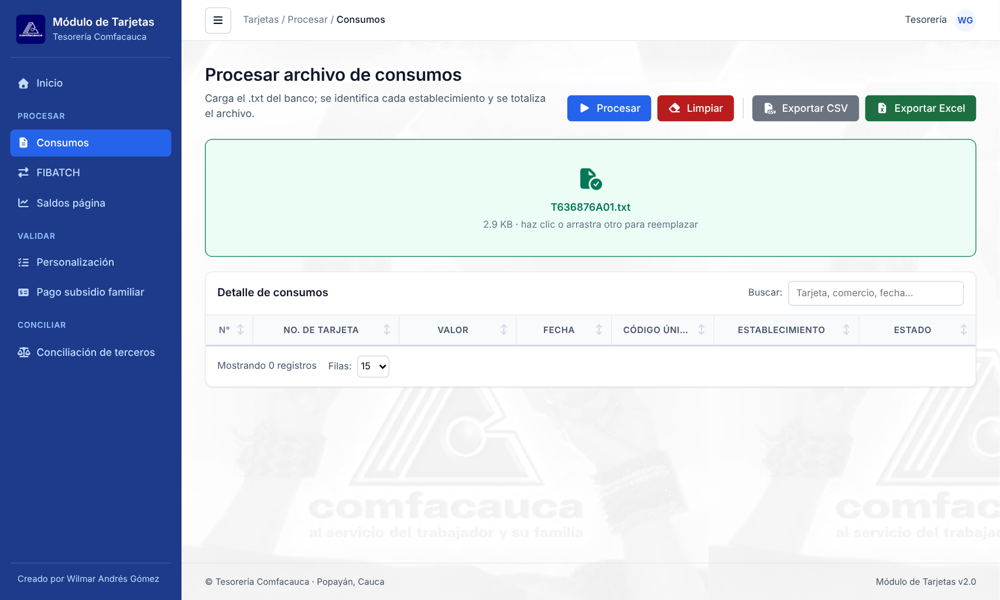 Módulo de Tarjetas
Tesorería Comfacauca
comfacauca
Inicio
PROCESAR
Consumos
FIBATCH
Saldos página
VALIDAR
Personalización
Pago subsidio familiar
CONCILIAR
Conciliación de terceros
Creado por Wilmar Andrés Gómez
Tarjetas / Procesar / Consumos
Tesorería WG
Procesar archivo de consumos
Carga el .txt del banco; se identifica cada establecimiento y se totaliza
el archivo.
Procesar Limpiar Exportar CSV Exportar Excel
T636876A01.txt
2.9 KB · haz clic o arrastra otro para reemplazar
Detalle de consumos
Buscar: Tarjeta, comercio, fecha...
N° NO. DE TARJETA VALOR FECHA CÓDIGO ÚNI... ESTABLECIMIENTO ESTADO
Mostrando 0 registros Filas: 15
comfacauca
al servicio del trabajador y su familia
comfaca
al servicio del trabajad
© Tesorería Comfacauca · Popayán, Cauca
Módulo de Tarjetas v2.0